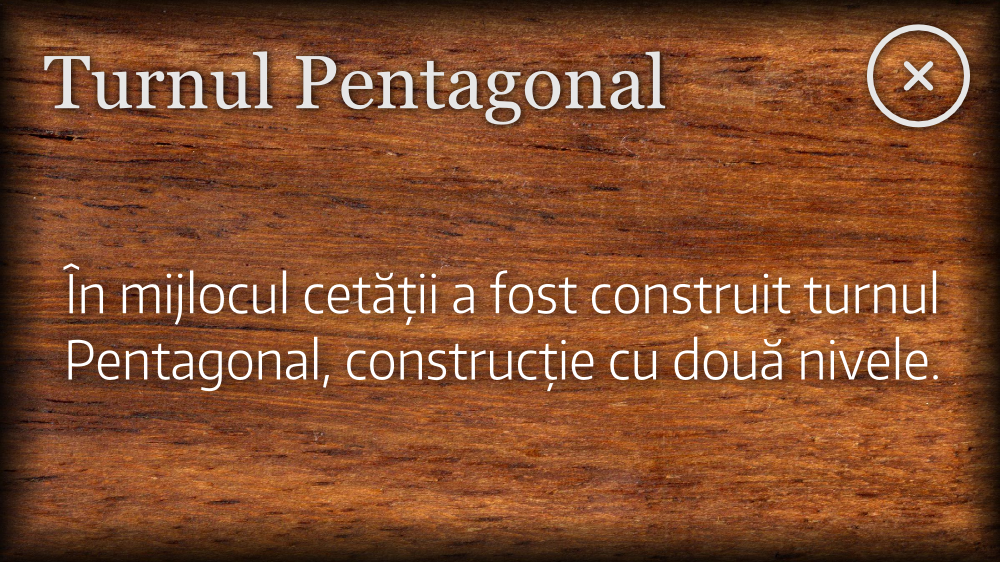 Turnul Pentagonal
În mijlocul cetății a fost construit turnul
Pentagonal, construcție cu două nivele.